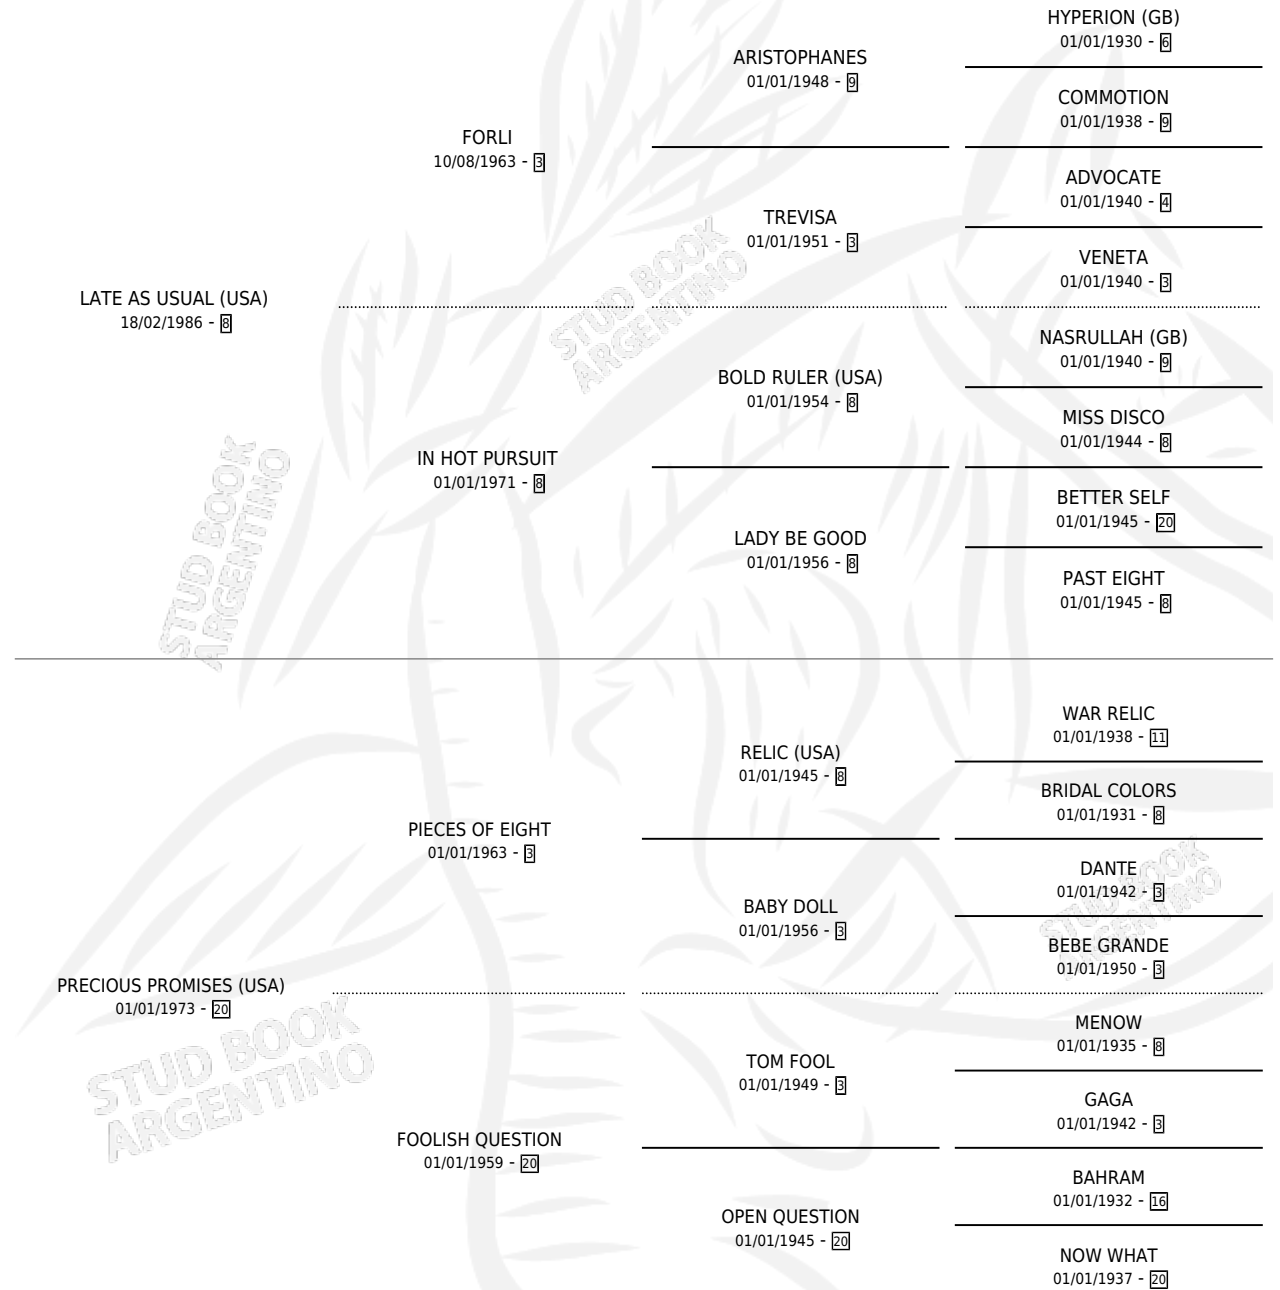 HYPERION (GB)
01/01/1930 - 6
ARISTOPHANES
01/01/1948 - 9
COMMOTION
01/01/1938 - 9
FORLI
10/08/1963 - 3
ADVOCATE
01/01/1940 - 4
TREVISA
01/01/1951 - 3
VENETA
01/01/1940 - 3
LATE AS USUAL (USA)
18/02/1986 - 8
NASRULLAH (GB)
01/01/1940 - 9
BOLD RULER (USA)
01/01/1954 - 8
MISS DISCO
01/01/1944 - 8
IN HOT PURSUIT
01/01/1971 - 8
BETTER SELF
01/01/1945 - 20
LADY BE GOOD
01/01/1956 - 8
PAST EIGHT
01/01/1945 - 8
WAR RELIC
01/01/1938 - 11
RELIC (USA)
01/01/1945 - 8
BRIDAL COLORS
01/01/1931 - 8
PIECES OF EIGHT
01/01/1963 - 3
DANTE
01/01/1942 - 3
BABY DOLL
01/01/1956 - 3
BEBE GRANDE
01/01/1950 - 3
PRECIOUS PROMISES (USA)
01/01/1973 - 20
MENOW
01/01/1935 - 8
TOM FOOL
01/01/1949 - 3
GAGA
01/01/1942 - 3
FOOLISH QUESTION
01/01/1959 - 20
BAHRAM
01/01/1932 - 16
OPEN QUESTION
01/01/1945 - 20
NOW WHAT
01/01/1937 - 20
STUD BOOK
ARGENTINO
STUD BOOK
ARGENTINO
STUD BOOK
ARGENTINO
STUD BOOK
ARGENTINO